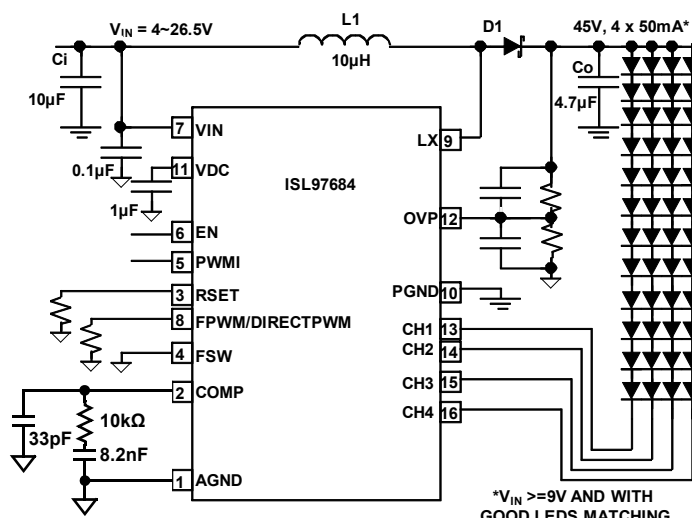 V_IN = 4~26.5V
L1
10µH
D1
45V, 4 x 50mA*
Ci
10µF
Co
4.7µF
7 VIN
0.1µF
11 VDC
1µF
ISL97684
LX 9
OVP 12
6 EN
5 PWMI
3 RSET
8 FPWM/DIRECTPWM
4 FSW
2 COMP
1 AGND
PGND 10
CH1 13
CH2 14
CH3 15
CH4 16
33pF
10kΩ
8.2nF
*V_IN >=9V AND WITH
GOOD LEDS MATCHING